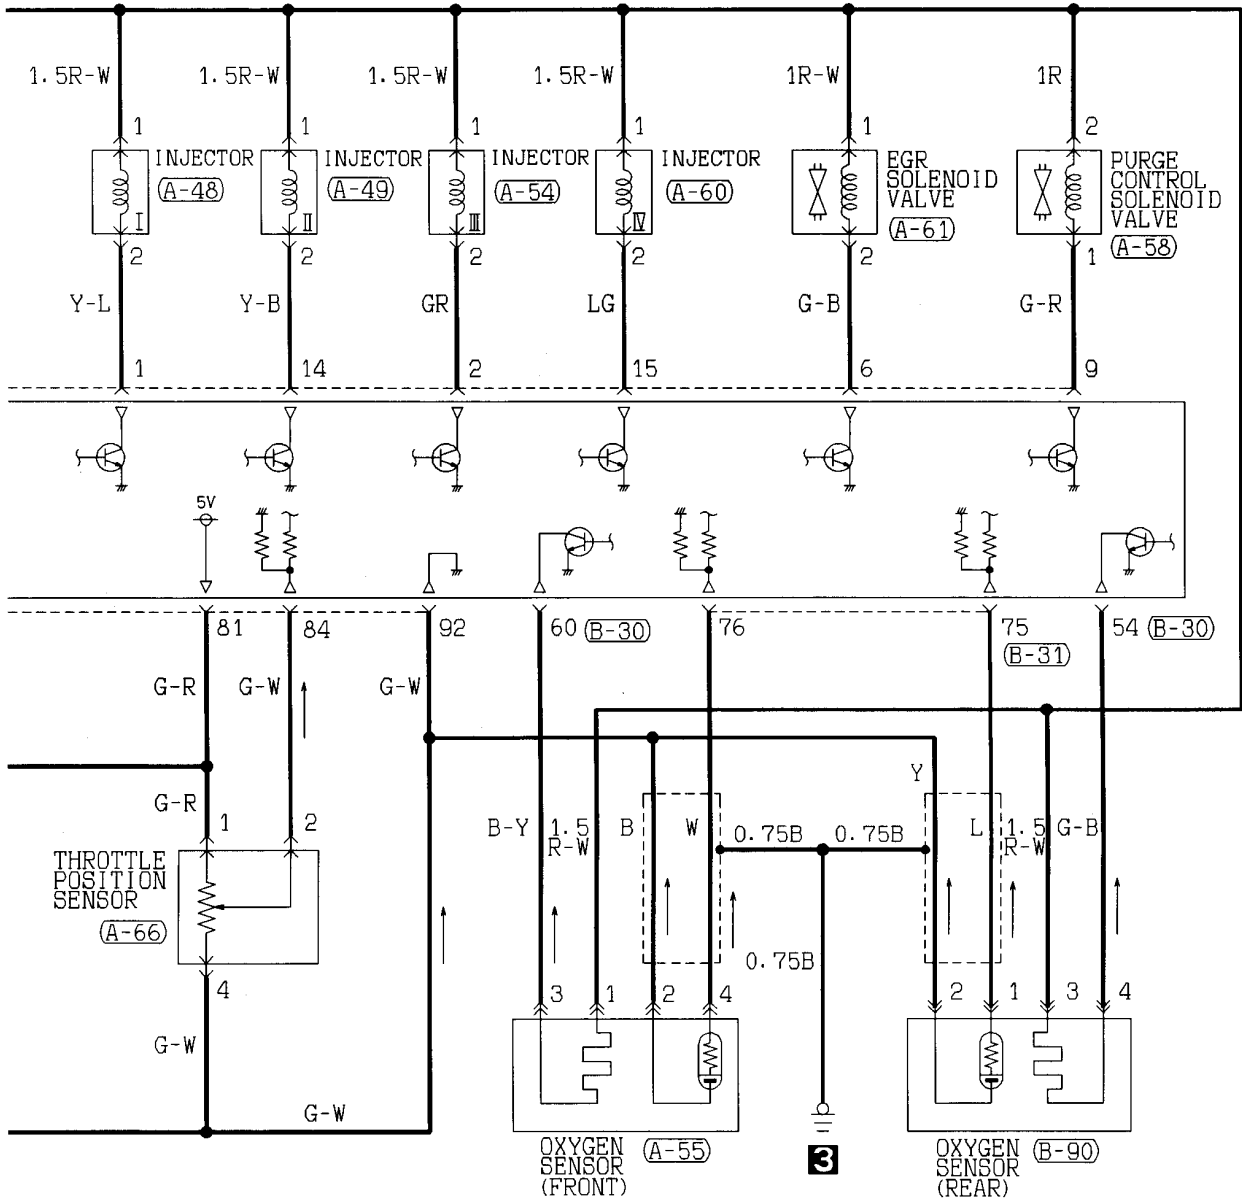 1.5R-W 1.5R-W 1.5R-W 1.5R-W 1R-W 1R
1 1 1 1 1 2
INJECTOR INJECTOR INJECTOR INJECTOR EGR SOLENOID VALVE PURGE CONTROL SOLENOID VALVE
A-48 A-49 A-54 A-60 A-61 A-58
I II III IV
2 2 2 2 2 1
Y-L Y-B GR LG G-B G-R
1 14 2 15 6 9
5V
81 84 92 60 B-30 76 75 54 B-30
B-31
G-R G-W G-W
Y
G-R
1 2
B-Y 1.5 R-W B W 0.75B 0.75B L 1.5 R-W G-B
THROTTLE
POSITION
SENSOR
A-66
0.75B
4
3 1 2 4 2 1 3 4
G-W
G-W
OXYGEN
SENSOR
(FRONT)
A-55
3
OXYGEN
SENSOR
(REAR)
B-90